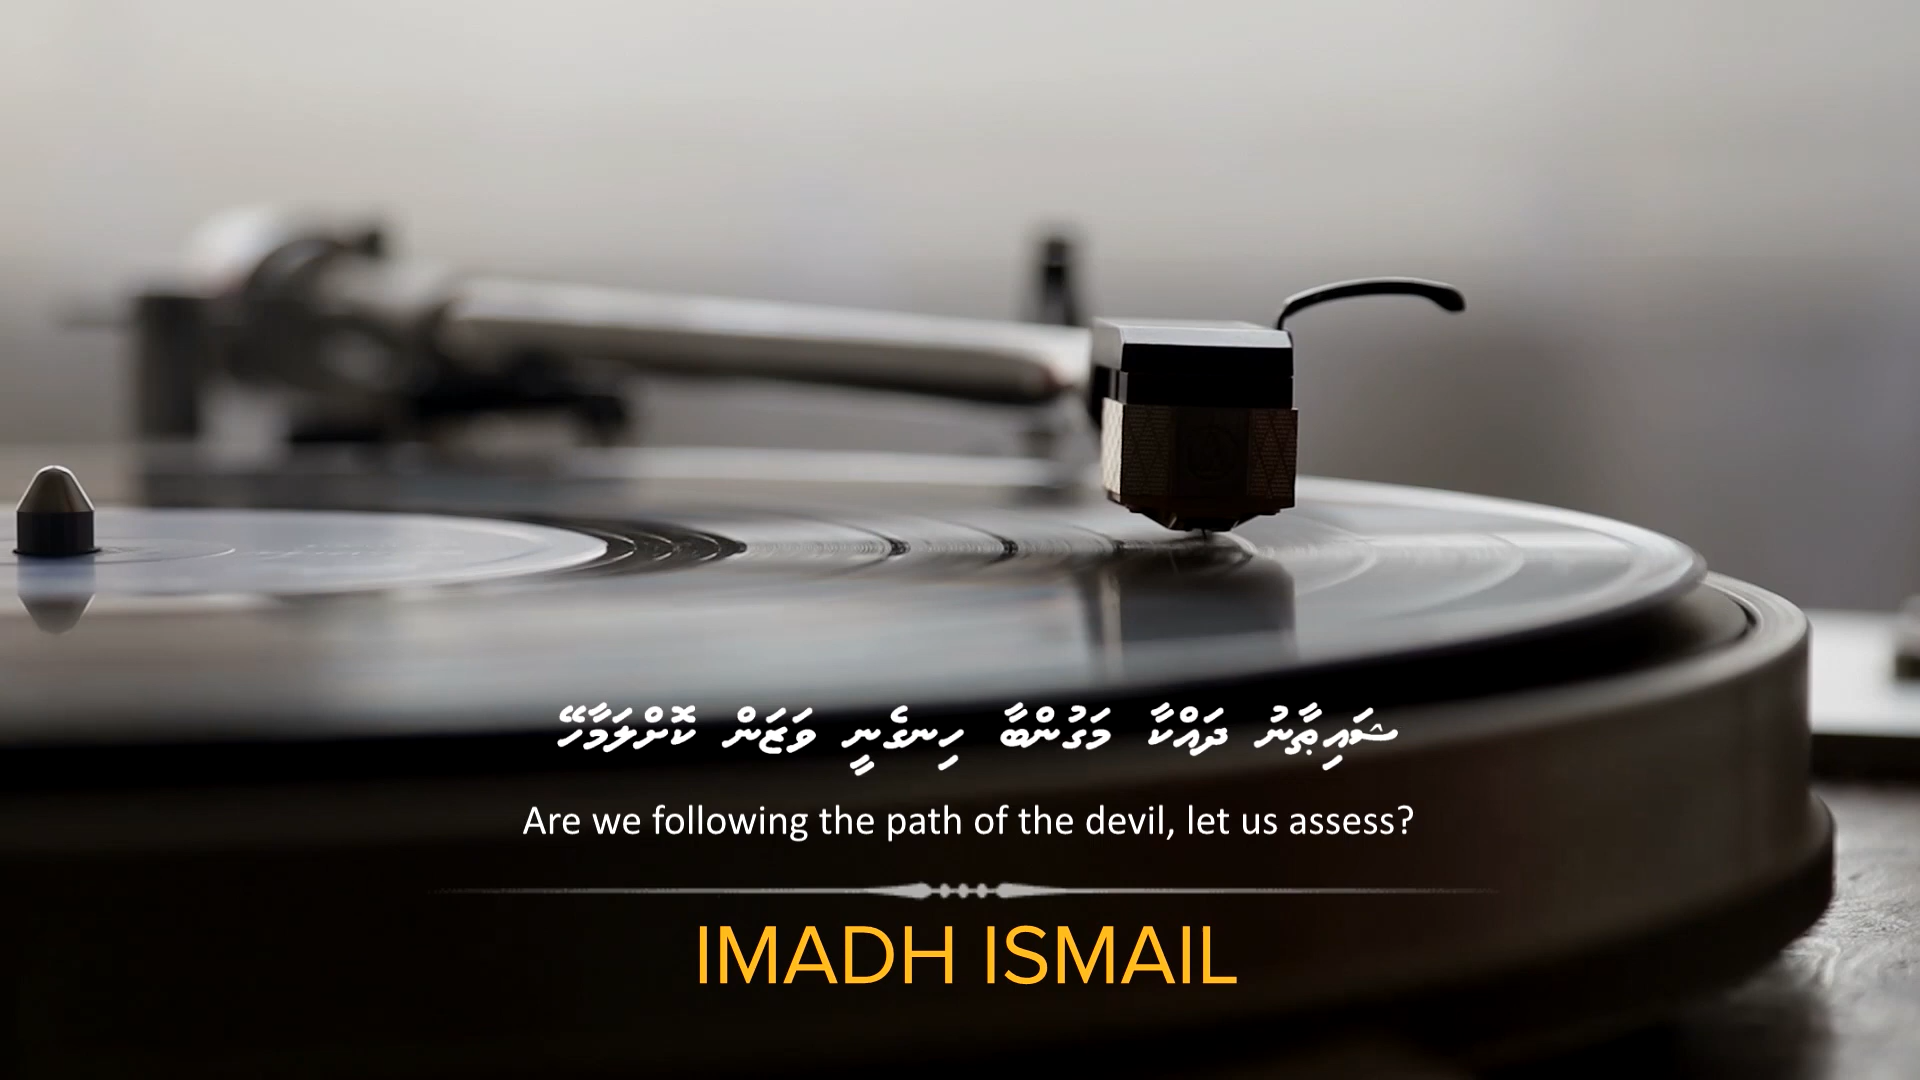 ޝައިޠާނު ދައްކާ މަގުންބާ ހިނގެނީ ވަޒަން ކޮށްލަމާހޭ
Are we following the path of the devil, let us assess?
IMADH ISMAIL